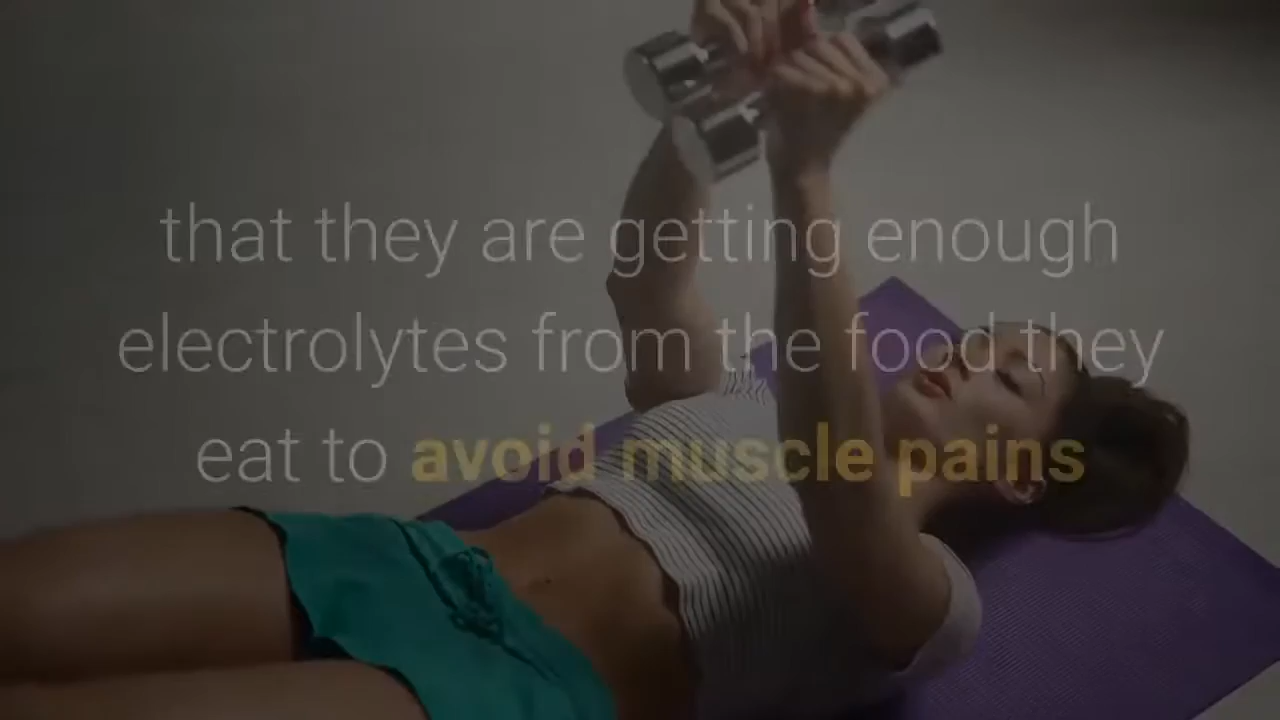 that they are getting enough
electrolytes from the food they
eat to avoid muscle pains